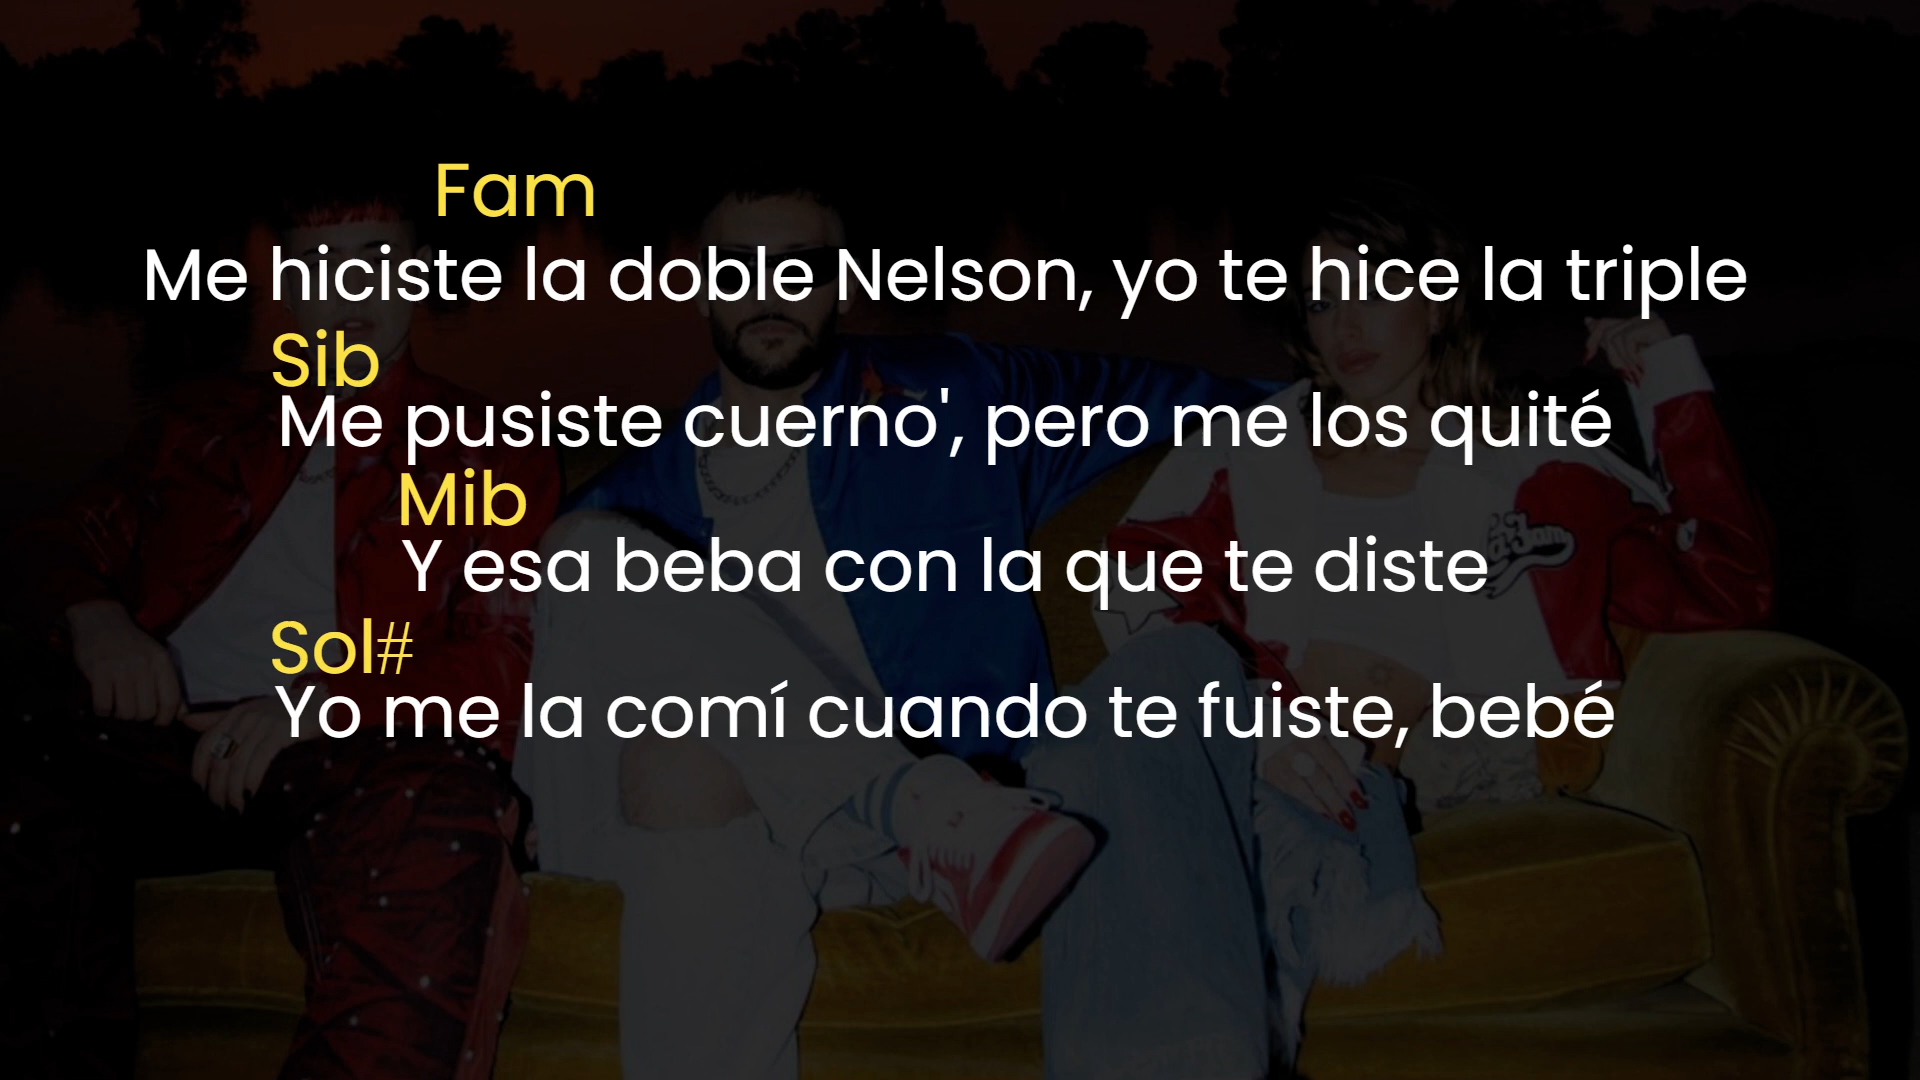 Fam
Me hiciste la doble Nelson, yo te hice la triple
Sib
Me pusiste cuerno', pero me los quité
Mib
Y esa beba con la que te diste
Sol#
Yo me la comí cuando te fuiste, bebé